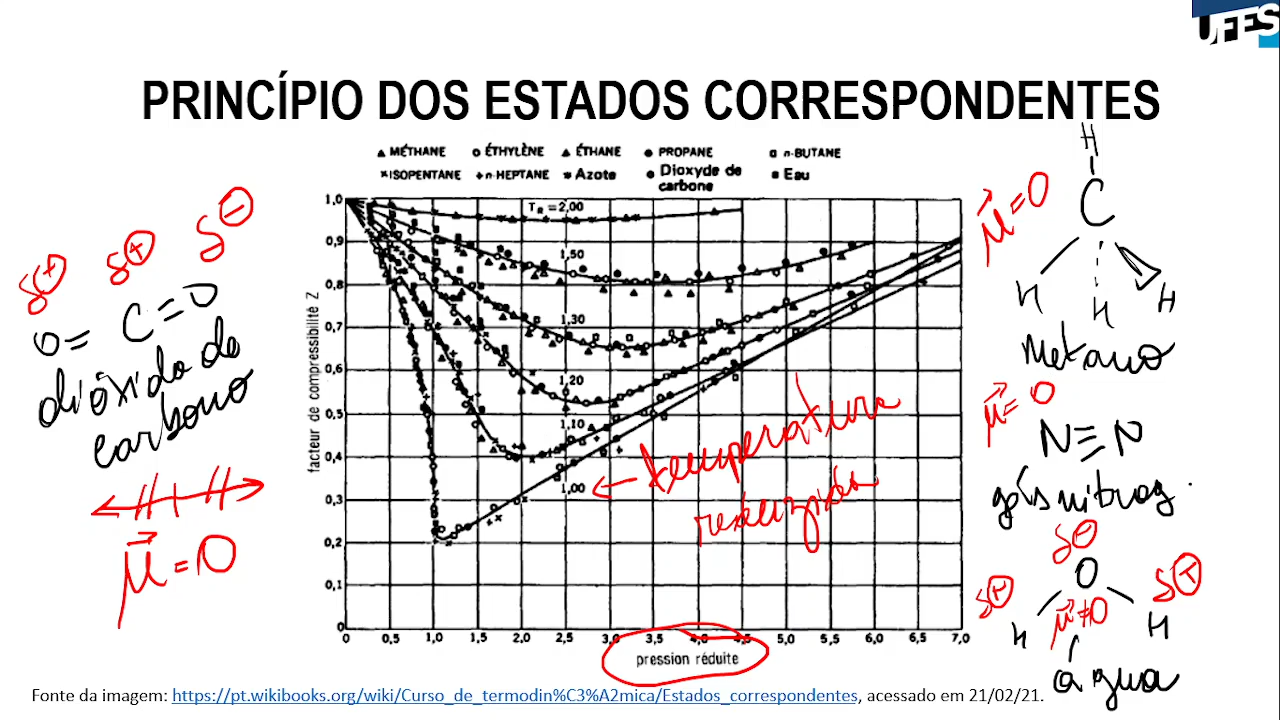 UFES
PRINCÍPIO DOS ESTADOS CORRESPONDENTES
▲ MÉTHANE ○ ÉTHYLÈNE ▲ ÉTHANE ● PROPANE □ n-BUTANE
× ISOPENTANE + n-HEPTANE * Azote ● Dioxyde de carbone ■ Eau
facteur de compressibilité Z
1,0
0,9
0,8
0,7
0,6
0,5
0,4
0,3
0,2
0,1
0
T_R = 2,00
1,50
1,30
1,20
1,10
1,00
0 0,5 1,0 1,5 2,0 2,5 3,0 3,5 4,0 4,5 5,0 5,5 6,0 6,5 7,0
pression réduite
← temperatura
reduzida
δ⊕ δ⊕ δ⊖
O=C=O
dióxido de
carbono
μ=0
H
C
H H H
μ=0
metano
μ=0
N≡N
gás nitrog.
δ⊖
δ⊕ O δ⊕
H μ≠0 H
água
Fonte da imagem: https://pt.wikibooks.org/wiki/Curso_de_termodin%C3%A2mica/Estados_correspondentes, acessado em 21/02/21.